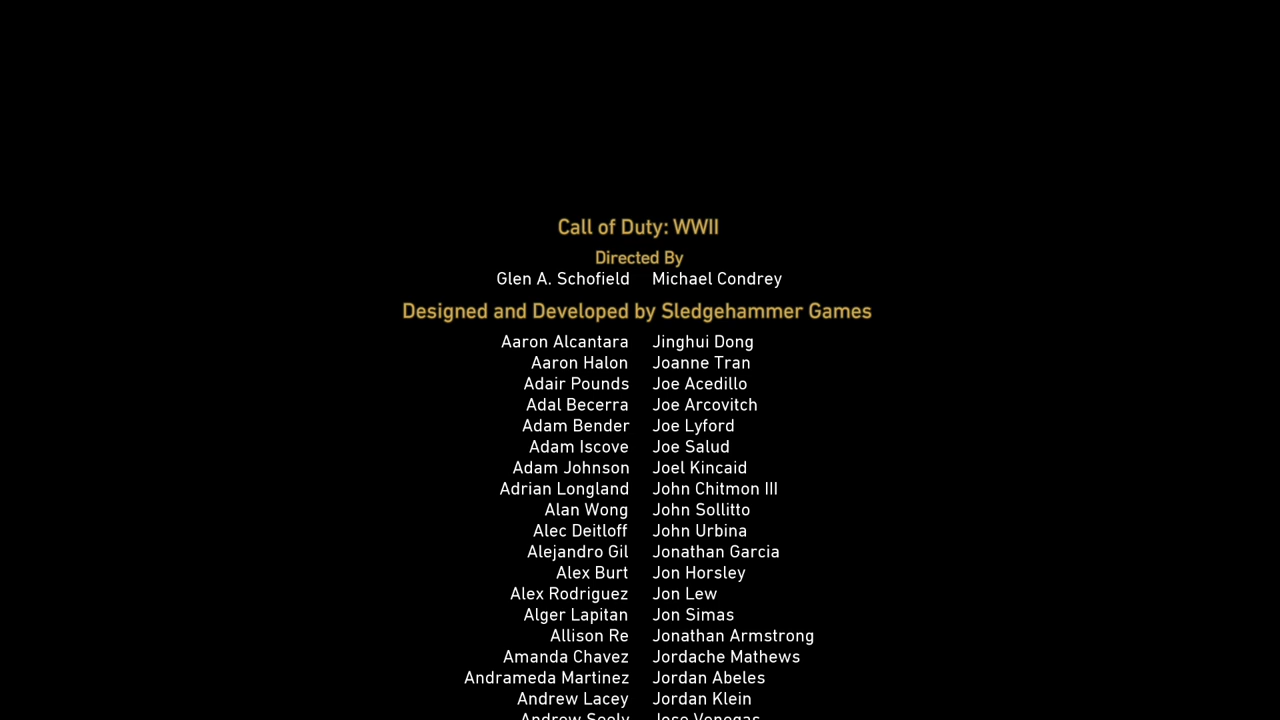 Call of Duty: WWII
Directed By
Glen A. Schofield Michael Condrey
Designed and Developed by Sledgehammer Games
Aaron Alcantara Jinghui Dong
Aaron Halon Joanne Tran
Adair Pounds Joe Acedillo
Adal Becerra Joe Arcovitch
Adam Bender Joe Lyford
Adam Iscove Joe Salud
Adam Johnson Joel Kincaid
Adrian Longland John Chitmon III
Alan Wong John Sollitto
Alec Deitloff John Urbina
Alejandro Gil Jonathan Garcia
Alex Burt Jon Horsley
Alex Rodriguez Jon Lew
Alger Lapitan Jon Simas
Allison Re Jonathan Armstrong
Amanda Chavez Jordache Mathews
Andrameda Martinez Jordan Abeles
Andrew Lacey Jordan Klein
Andrew Jose